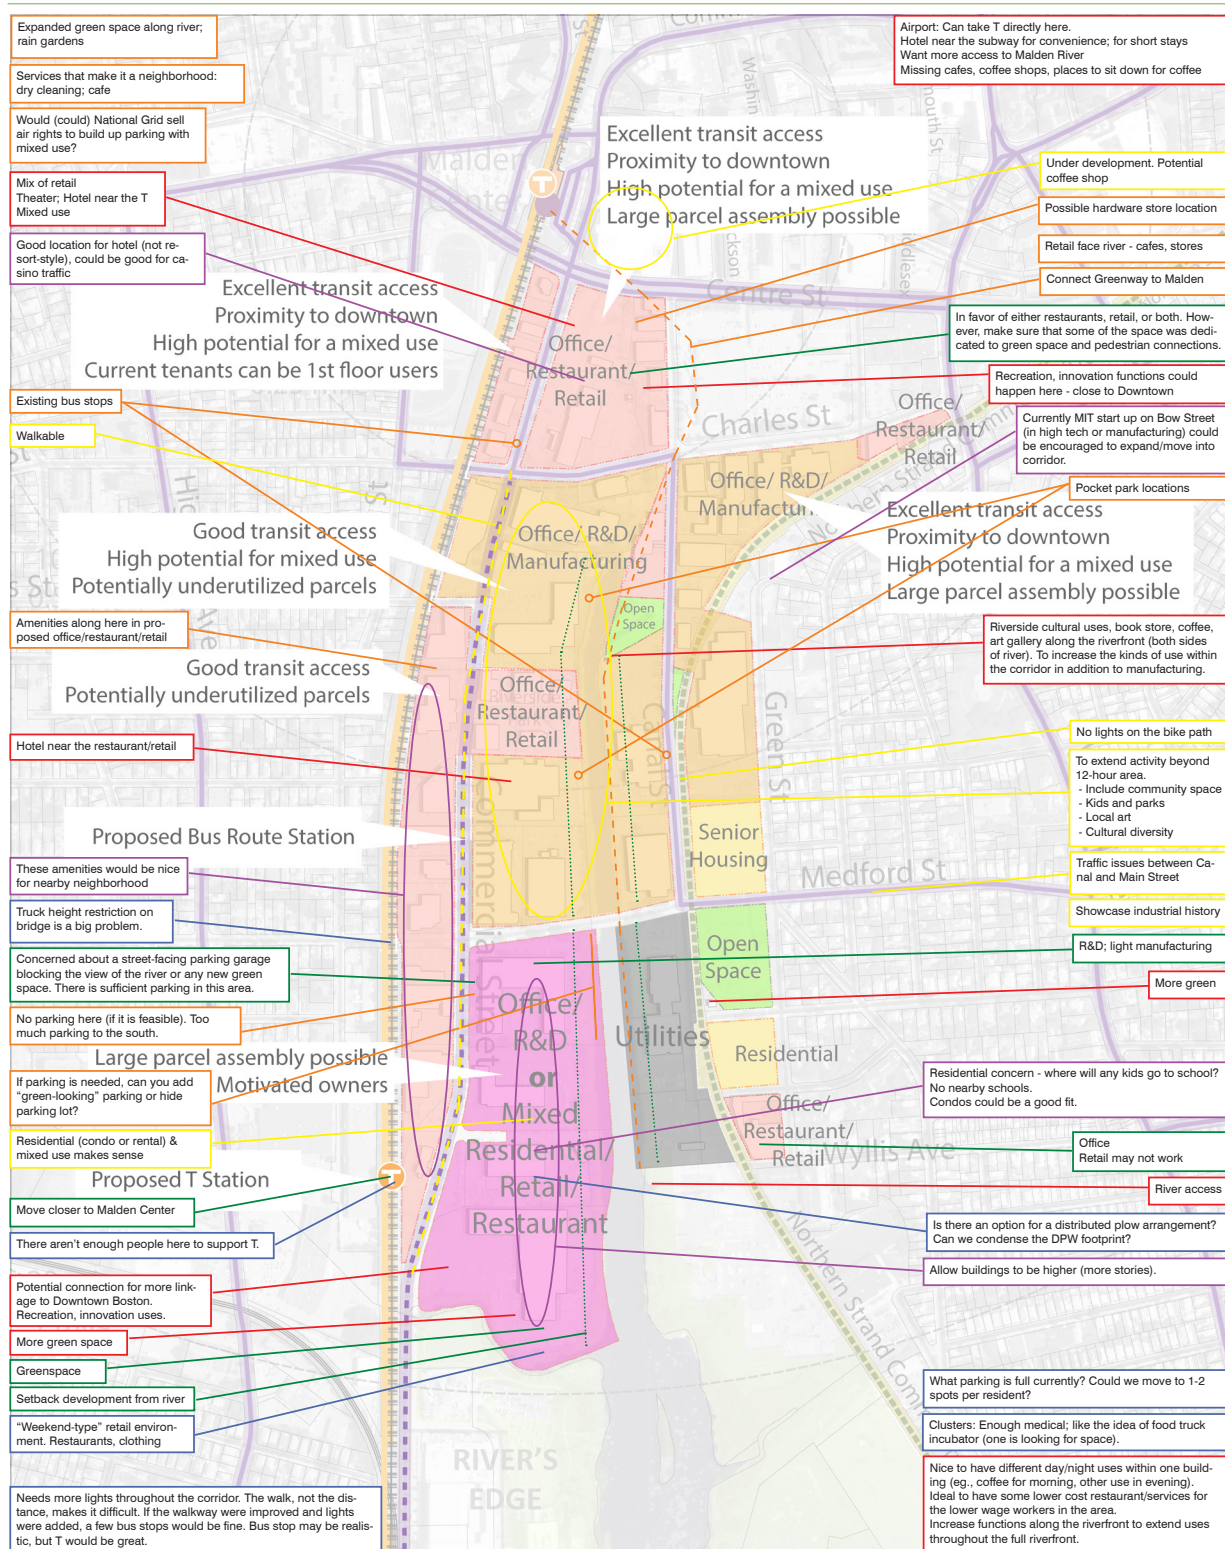 Expanded green space along river;
rain gardens
Services that make it a neighborhood:
dry cleaning; cafe
Would (could) National Grid sell
air rights to build up parking with
mixed use?
Mix of retail
Theater; Hotel near the T
Mixed use
Good location for hotel (not re-
sort-style), could be good for ca-
sino traffic
Existing bus stops
Walkable
Amenities along here in pro-
posed office/restaurant/retail
Hotel near the restaurant/retail
These amenities would be nice
for nearby neighborhood
Truck height restriction on
bridge is a big problem.
Concerned about a street-facing parking garage
blocking the view of the river or any new green
space. There is sufficient parking in this area.
No parking here (if it is feasible). Too
much parking to the south.
If parking is needed, can you add
“green-looking” parking or hide
parking lot?
Residential (condo or rental) &
mixed use makes sense
Move closer to Malden Center
There aren’t enough people here to support T.
Potential connection for more link-
age to Downtown Boston.
Recreation, innovation uses.
More green space
Greenspace
Setback development from river
“Weekend-type” retail environ-
ment. Restaurants, clothing
Needs more lights throughout the corridor. The walk, not the dis-
tance, makes it difficult. If the walkway were improved and lights
were added, a few bus stops would be fine. Bus stop may be realis-
tic, but T would be great.
Excellent transit access
Proximity to downtown
High potential for a mixed use
Large parcel assembly possible
Excellent transit access
Proximity to downtown
High potential for a mixed use
Current tenants can be 1st floor users
Good transit access
High potential for mixed use
Potentially underutilized parcels
Good transit access
Potentially underutilized parcels
Proposed Bus Route Station
Large parcel assembly possible
Motivated owners
Proposed T Station
Excellent transit access
Proximity to downtown
High potential for a mixed use
Large parcel assembly possible
Malden
Center
T
Centre St
Charles St
Washin
ckson
iddlesex
mouth St
Office/
Restaurant/
Retail
Office/
Restaurant/
Retail
Office/ R&D/
Manufacturin
Northern Strand Comm
Office/ R&D/
Manufacturing
Open
Space
Office/
Restaurant/
Retail
Riverside
Park
Canal St
Green St
Commercial Street
Senior
Housing
Medford St
Open
Space
Utilities
Residential
Office/
Restaurant/
Retail
Wyllis Ave
Office/
R&D
or
Mixed
Residential/
Retail/
Restaurant
T
Northern Strand Comm
RIVER’S
EDGE
Airport: Can take T directly here.
Hotel near the subway for convenience; for short stays
Want more access to Malden River
Missing cafes, coffee shops, places to sit down for coffee
Under development. Potential
coffee shop
Possible hardware store location
Retail face river - cafes, stores
Connect Greenway to Malden
In favor of either restaurants, retail, or both. How-
ever, make sure that some of the space was dedi-
cated to green space and pedestrian connections.
Recreation, innovation functions could
happen here - close to Downtown
Currently MIT start up on Bow Street
(in high tech or manufacturing) could
be encouraged to expand/move into
corridor.
Pocket park locations
Riverside cultural uses, book store, coffee,
art gallery along the riverfront (both sides
of river). To increase the kinds of use within
the corridor in addition to manufacturing.
No lights on the bike path
To extend activity beyond
12-hour area.
- Include community space
- Kids and parks
- Local art
- Cultural diversity
Traffic issues between Ca-
nal and Main Street
Showcase industrial history
R&D; light manufacturing
More green
Residential concern - where will any kids go to school?
No nearby schools.
Condos could be a good fit.
Office
Retail may not work
River access
Is there an option for a distributed plow arrangement?
Can we condense the DPW footprint?
Allow buildings to be higher (more stories).
What parking is full currently? Could we move to 1-2
spots per resident?
Clusters: Enough medical; like the idea of food truck
incubator (one is looking for space).
Nice to have different day/night uses within one build-
ing (eg., coffee for morning, other use in evening).
Ideal to have some lower cost restaurant/services for
the lower wage workers in the area.
Increase functions along the riverfront to extend uses
throughout the full riverfront.